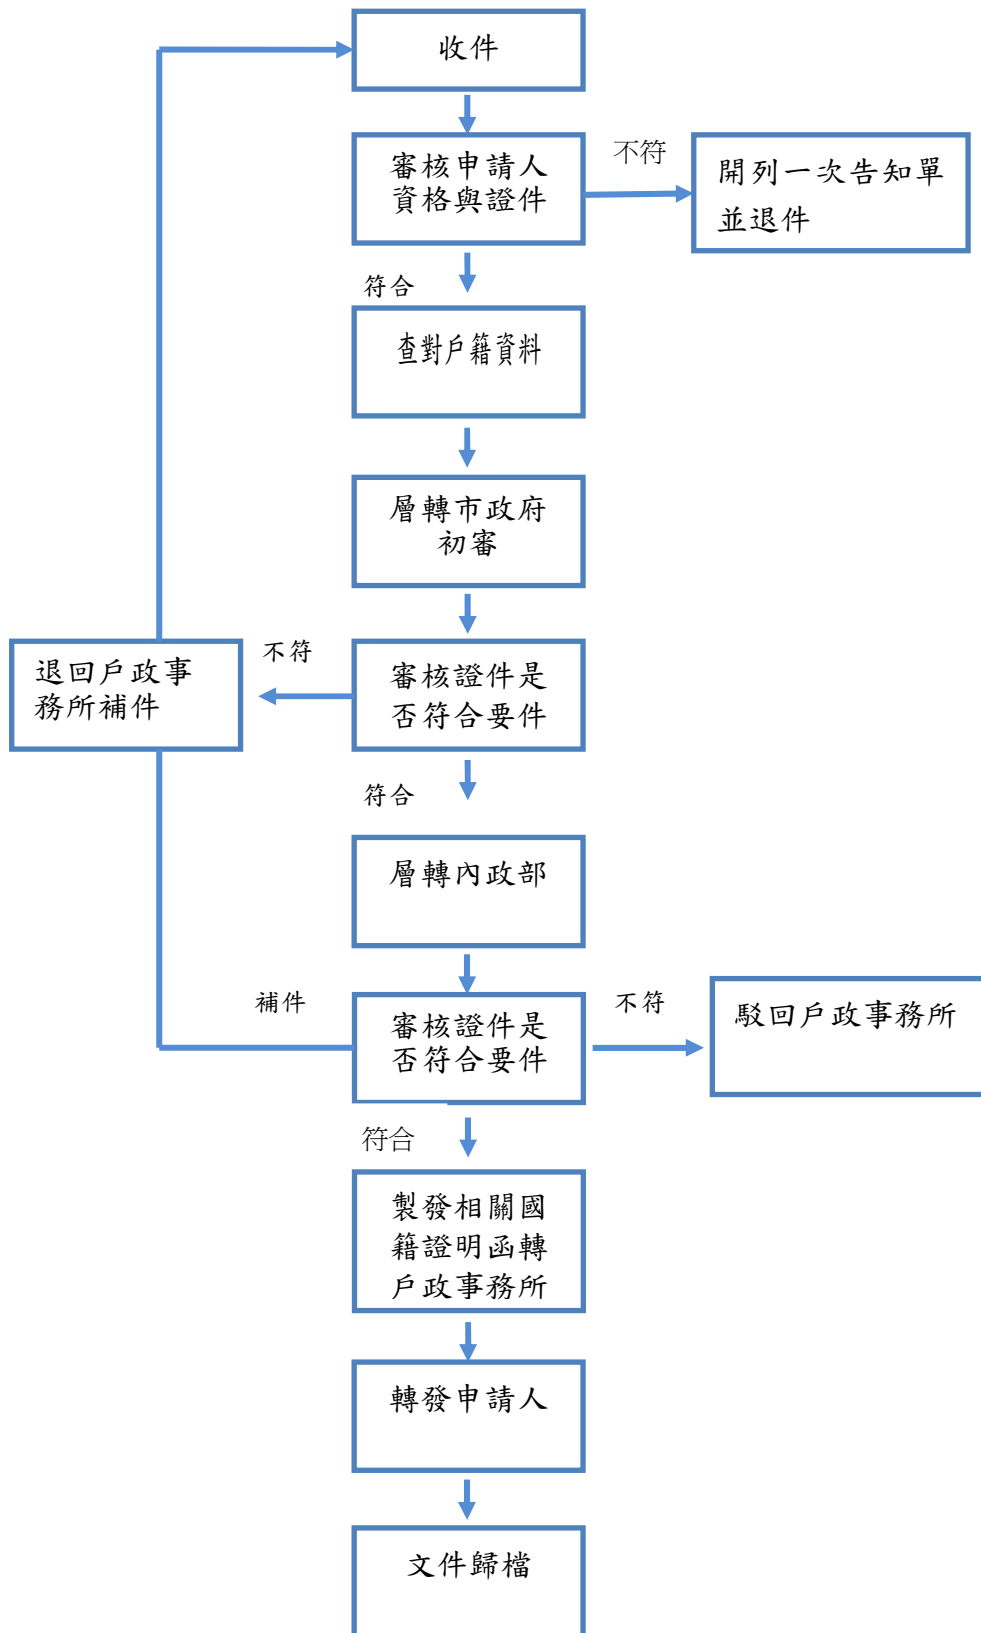 收件
審核申請人
資格與證件
不符
開列一次告知單
並退件
符合
查對戶籍資料
層轉市政府
初審
退回戶政事
務所補件
不符
審核證件是
否符合要件
符合
層轉內政部
補件
審核證件是
否符合要件
不符
駁回戶政事務所
符合
製發相關國
籍證明函轉
戶政事務所
轉發申請人
文件歸檔